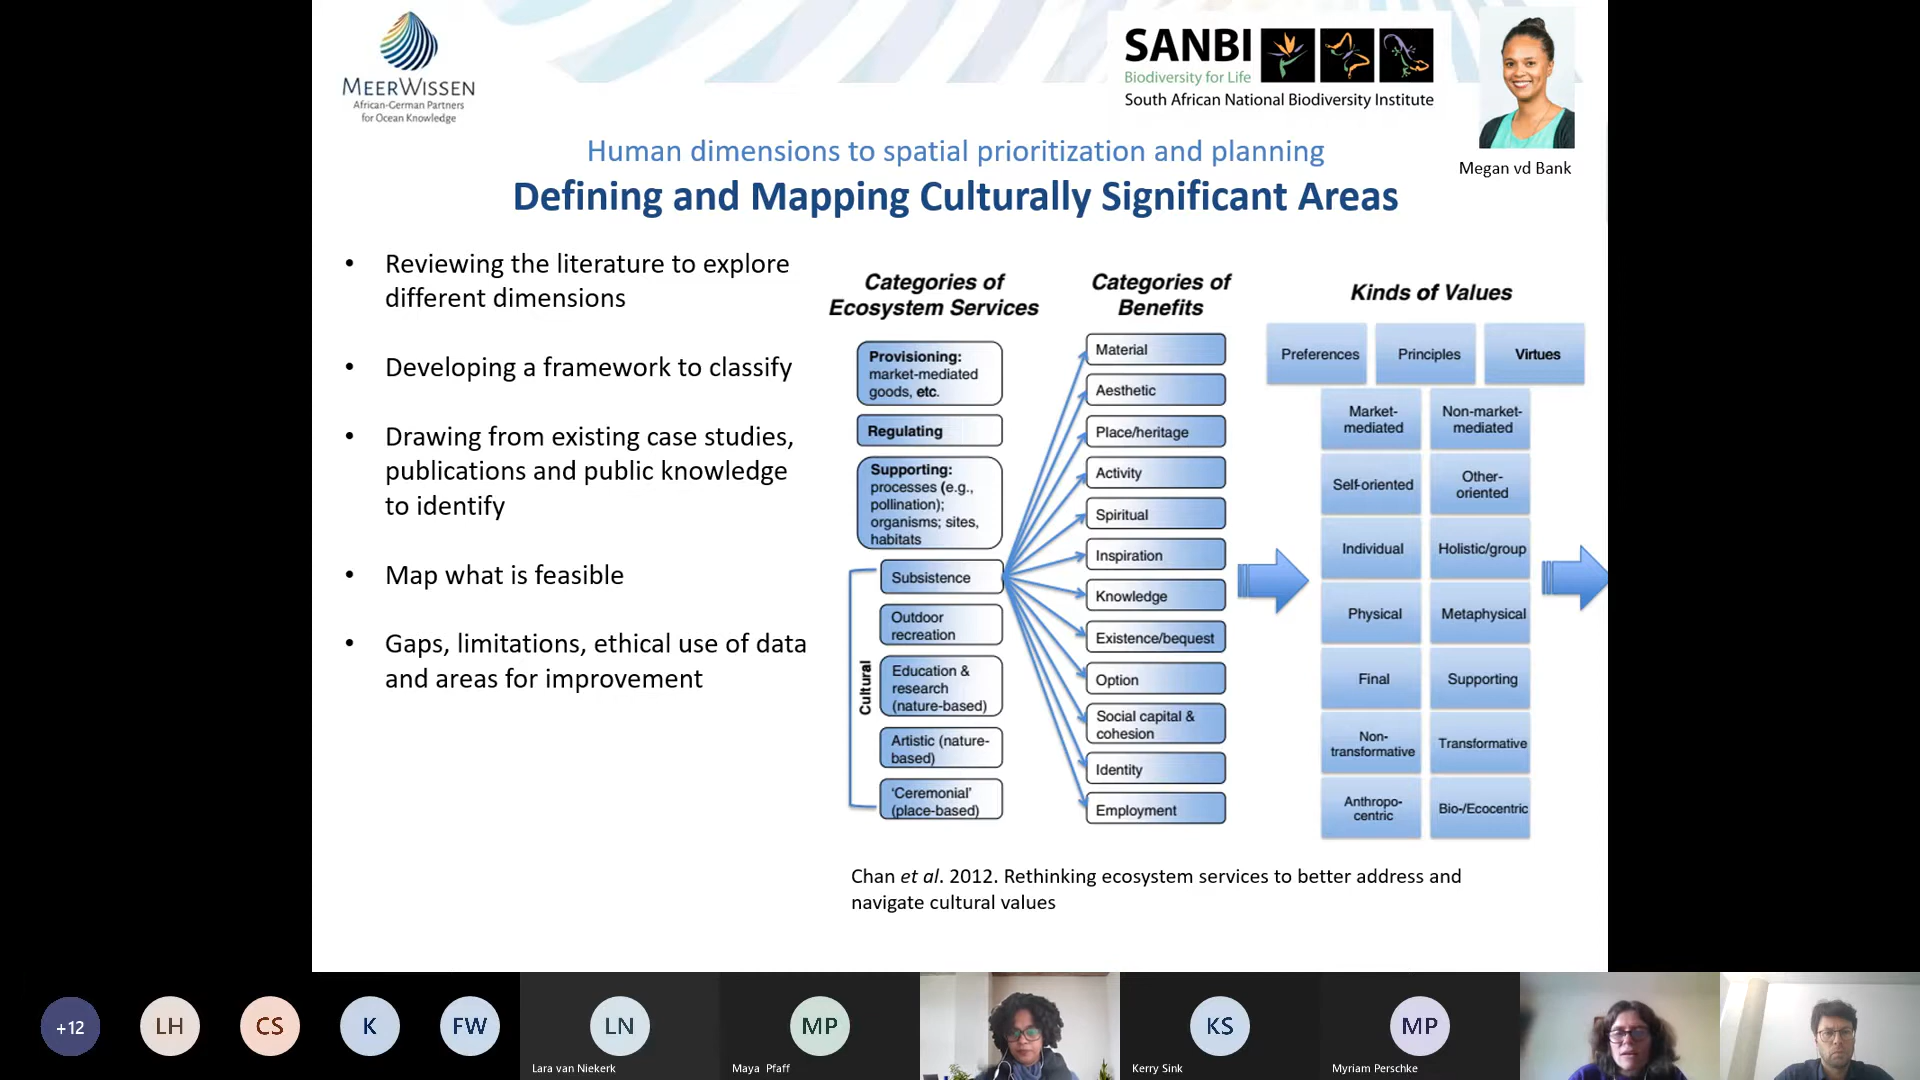 MEERWISSEN
African-German Partners
for Ocean Knowledge
SANBI
Biodiversity for Life
South African National Biodiversity Institute
Megan vd Bank
Human dimensions to spatial prioritization and planning
Defining and Mapping Culturally Significant Areas
• Reviewing the literature to explore
different dimensions
• Developing a framework to classify
• Drawing from existing case studies,
publications and public knowledge
to identify
• Map what is feasible
• Gaps, limitations, ethical use of data
and areas for improvement
Categories of
Ecosystem Services
Provisioning:
market-mediated
goods, etc.
Regulating
Supporting:
processes (e.g.,
pollination);
organisms; sites,
habitats
Cultural
Subsistence
Outdoor
recreation
Education &
research
(nature-based)
Artistic (nature-
based)
‘Ceremonial’
(place-based)
Categories of
Benefits
Material
Aesthetic
Place/heritage
Activity
Spiritual
Inspiration
Knowledge
Existence/bequest
Option
Social capital &
cohesion
Identity
Employment
Kinds of Values
Preferences
Principles
Virtues
Market-
mediated
Non-market-
mediated
Self-oriented
Other-
oriented
Individual
Holistic/group
Physical
Metaphysical
Final
Supporting
Non-
transformative
Transformative
Anthropo-
centric
Bio-/Ecocentric
Chan et al. 2012. Rethinking ecosystem services to better address and
navigate cultural values
+12
LH
CS
K
FW
LN
Lara van Niekerk
MP
Maya Pfaff
KS
Kerry Sink
MP
Myriam Perschke